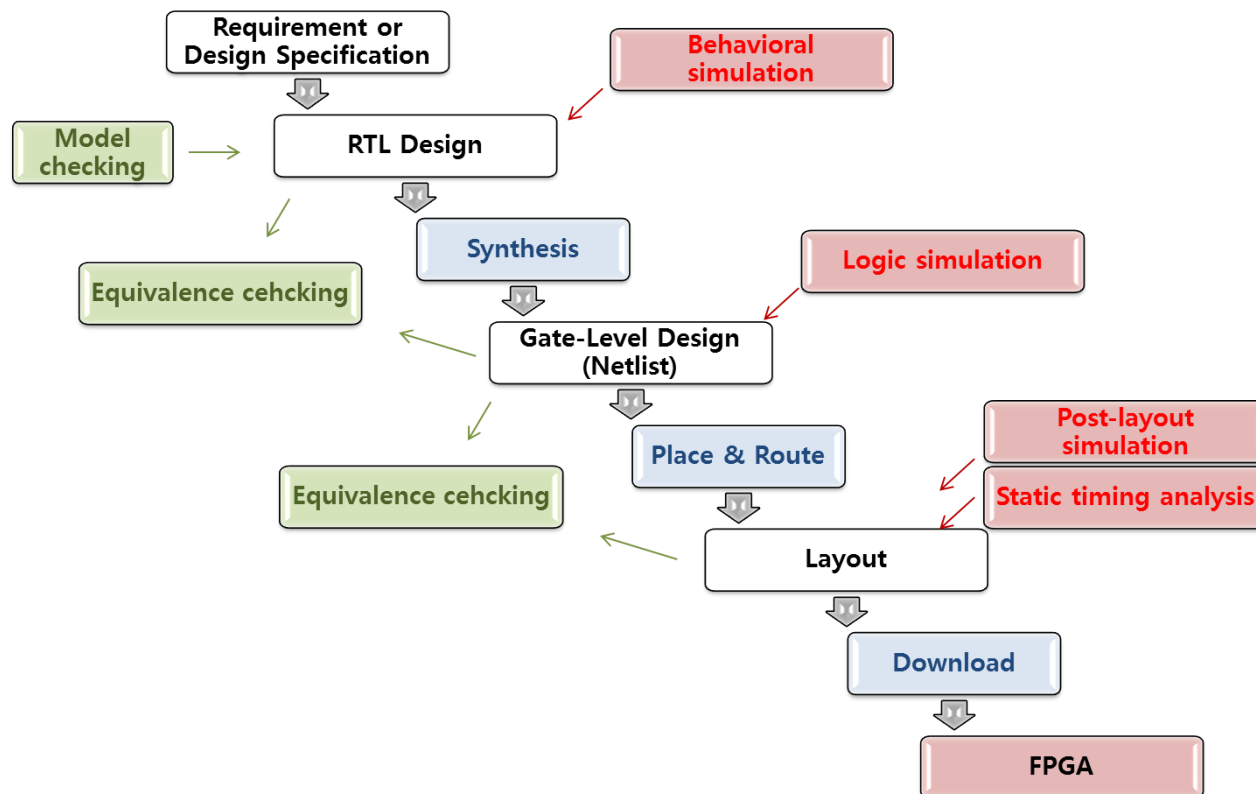 Requirement or
Design Specification
Behavioral
simulation
Model
checking
RTL Design
Synthesis
Logic simulation
Equivalence cehcking
Gate-Level Design
(Netlist)
Post-layout
simulation
Place & Route
Equivalence cehcking
Static timing analysis
Layout
Download
FPGA